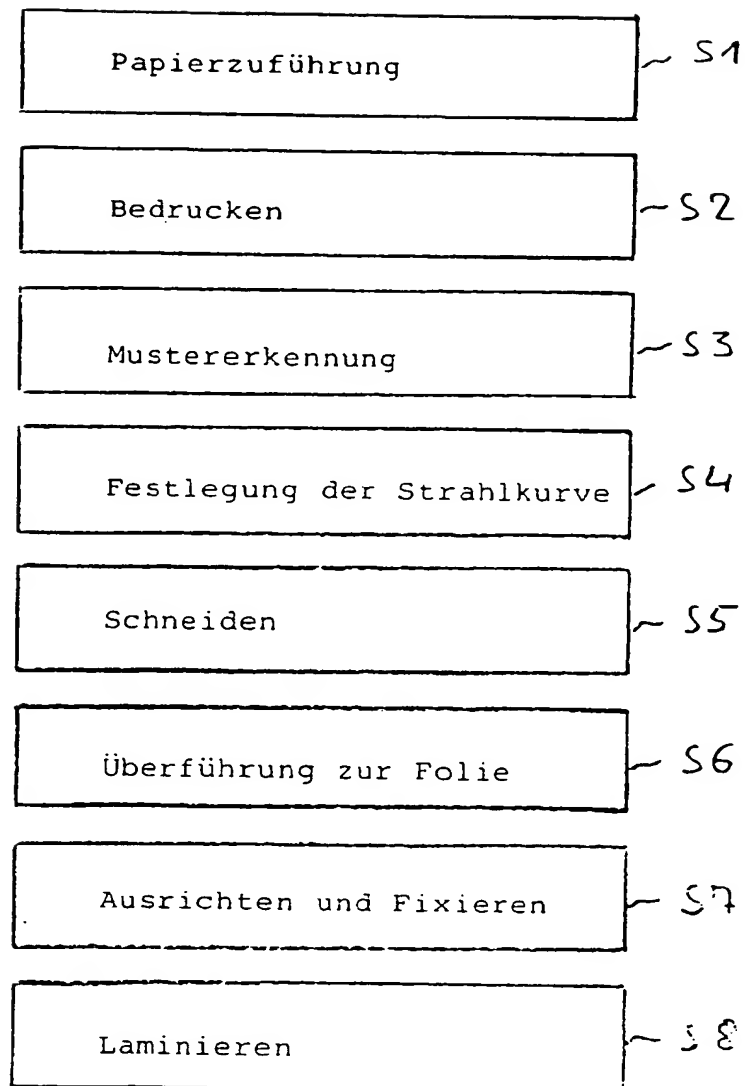 Papierzuführung S1
Bedrucken S2
Mustererkennung S3
Festlegung der Strahlkurve S4
Schneiden S5
Überführung zur Folie S6
Ausrichten und Fixieren S7
Laminieren S8